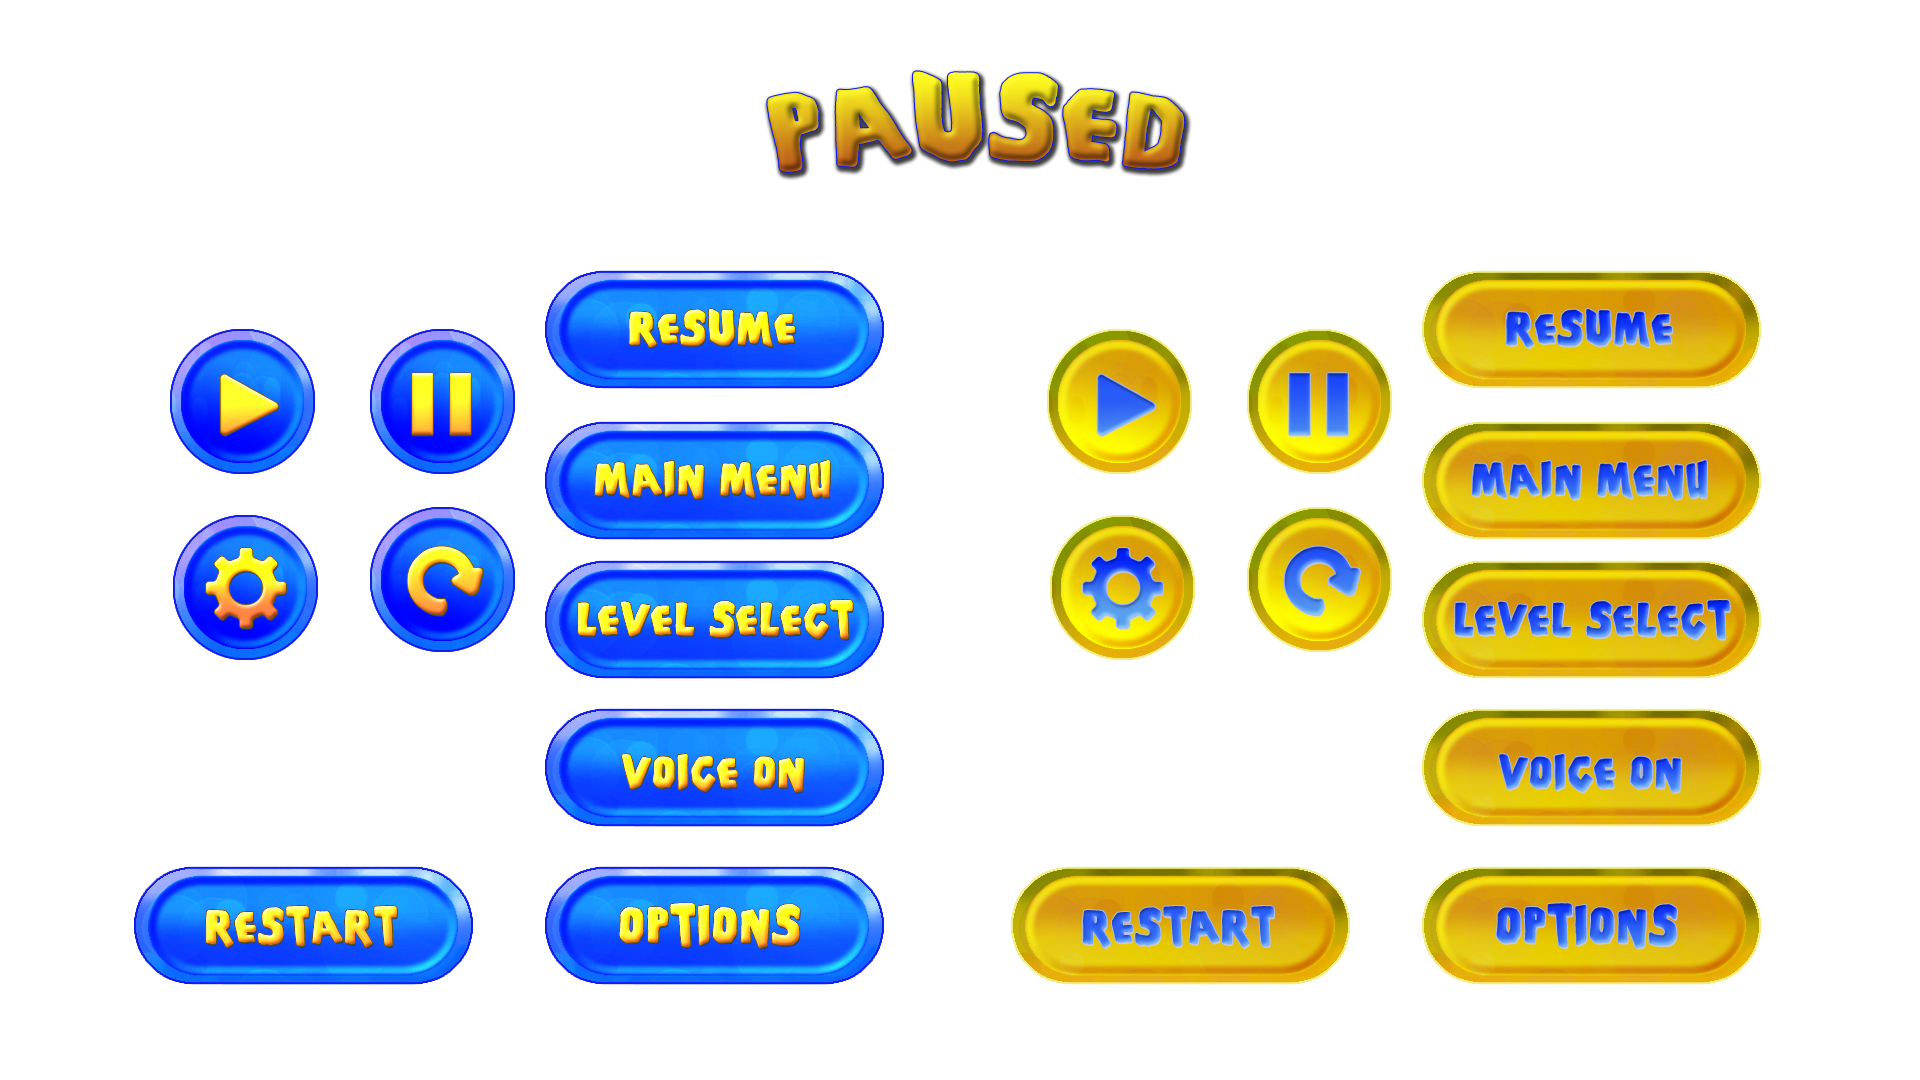 PAUSED
RESUME
MAIN MENU
LEVEL SELECT
VOICE ON
RESTART
OPTIONS
RESUME
MAIN MENU
LEVEL SELECT
VOICE ON
RESTART
OPTIONS